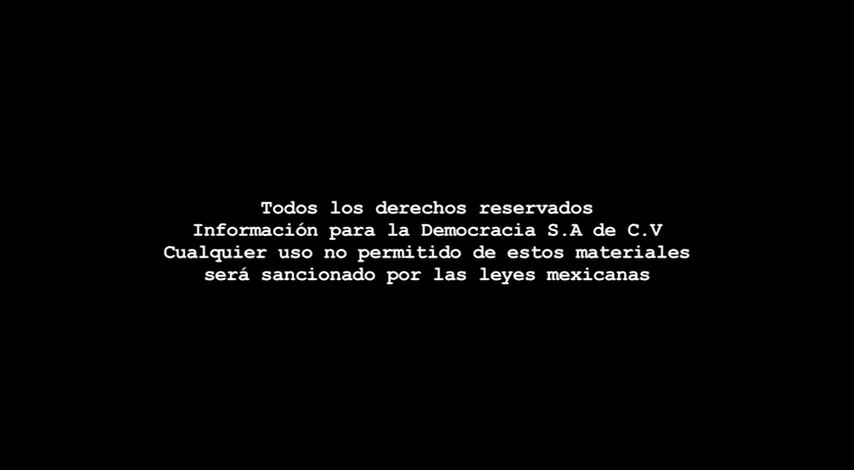 Todos los derechos reservados
Información para la Democracia S.A de C.V
Cualquier uso no permitido de estos materiales
será sancionado por las leyes mexicanas